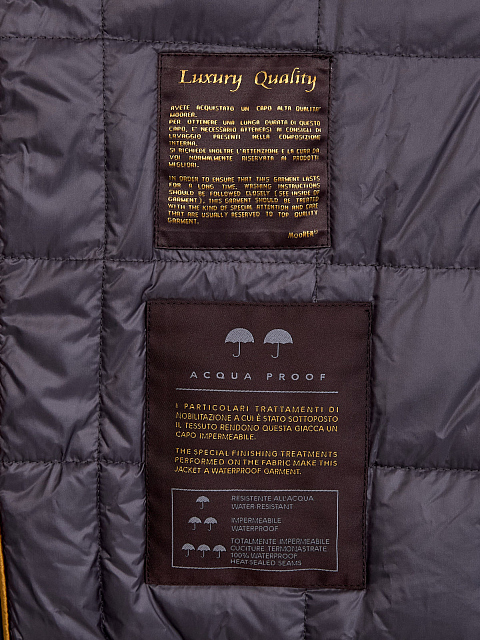 Luxury Quality
AVETE ACQUISTATO UN CAPO ALTA QUALITA'
MOORER.
PER OTTENERE UNA LUNGA DURATA DI QUESTO
CAPO, E' NECESSARIO ATTENERSI AI CONSIGLI DI
LAVAGGIO PRESENTI NELLA COMPOSIZIONE
INTERNA.
SI RICHIEDE INOLTRE L'ATTENZIONE E LA CURA DA
VOI NORMALMENTE RISERVATA AI PRODOTTI
MIGLIORI.
IN ORDER TO ENSURE THAT THIS GARMENT LASTS
FOR A LONG TIME, WASHING INSTRUCTIONS
SHOULD BE FOLLOWED CLOSELY (SEE INSIDE OF
GARMENT), THIS GARMENT SHOULD BE TREATED
WITH THE KIND OF SPECIAL ATTENTION AND CARE
THAT ARE USUALLY RESERVED TO TOP QUALITY
GARMENT.
MOORER®
ACQUA PROOF
I PARTICOLARI TRATTAMENTI DI
NOBILITAZIONE A CUI È STATO SOTTOPOSTO
IL TESSUTO RENDONO QUESTA GIACCA UN
CAPO IMPERMEABILE.
THE SPECIAL FINISHING TREATMENTS
PERFORMED ON THE FABRIC MAKE THIS
JACKET A WATERPROOF GARMENT.
RESISTENTE ALL'ACQUA
WATER-RESISTANT
IMPERMEABILE
WATERPROOF
TOTALMENTE IMPERMEABILE
CUCITURE TERMONASTRATE
100% WATERPROOF
HEAT-SEALED SEAMS